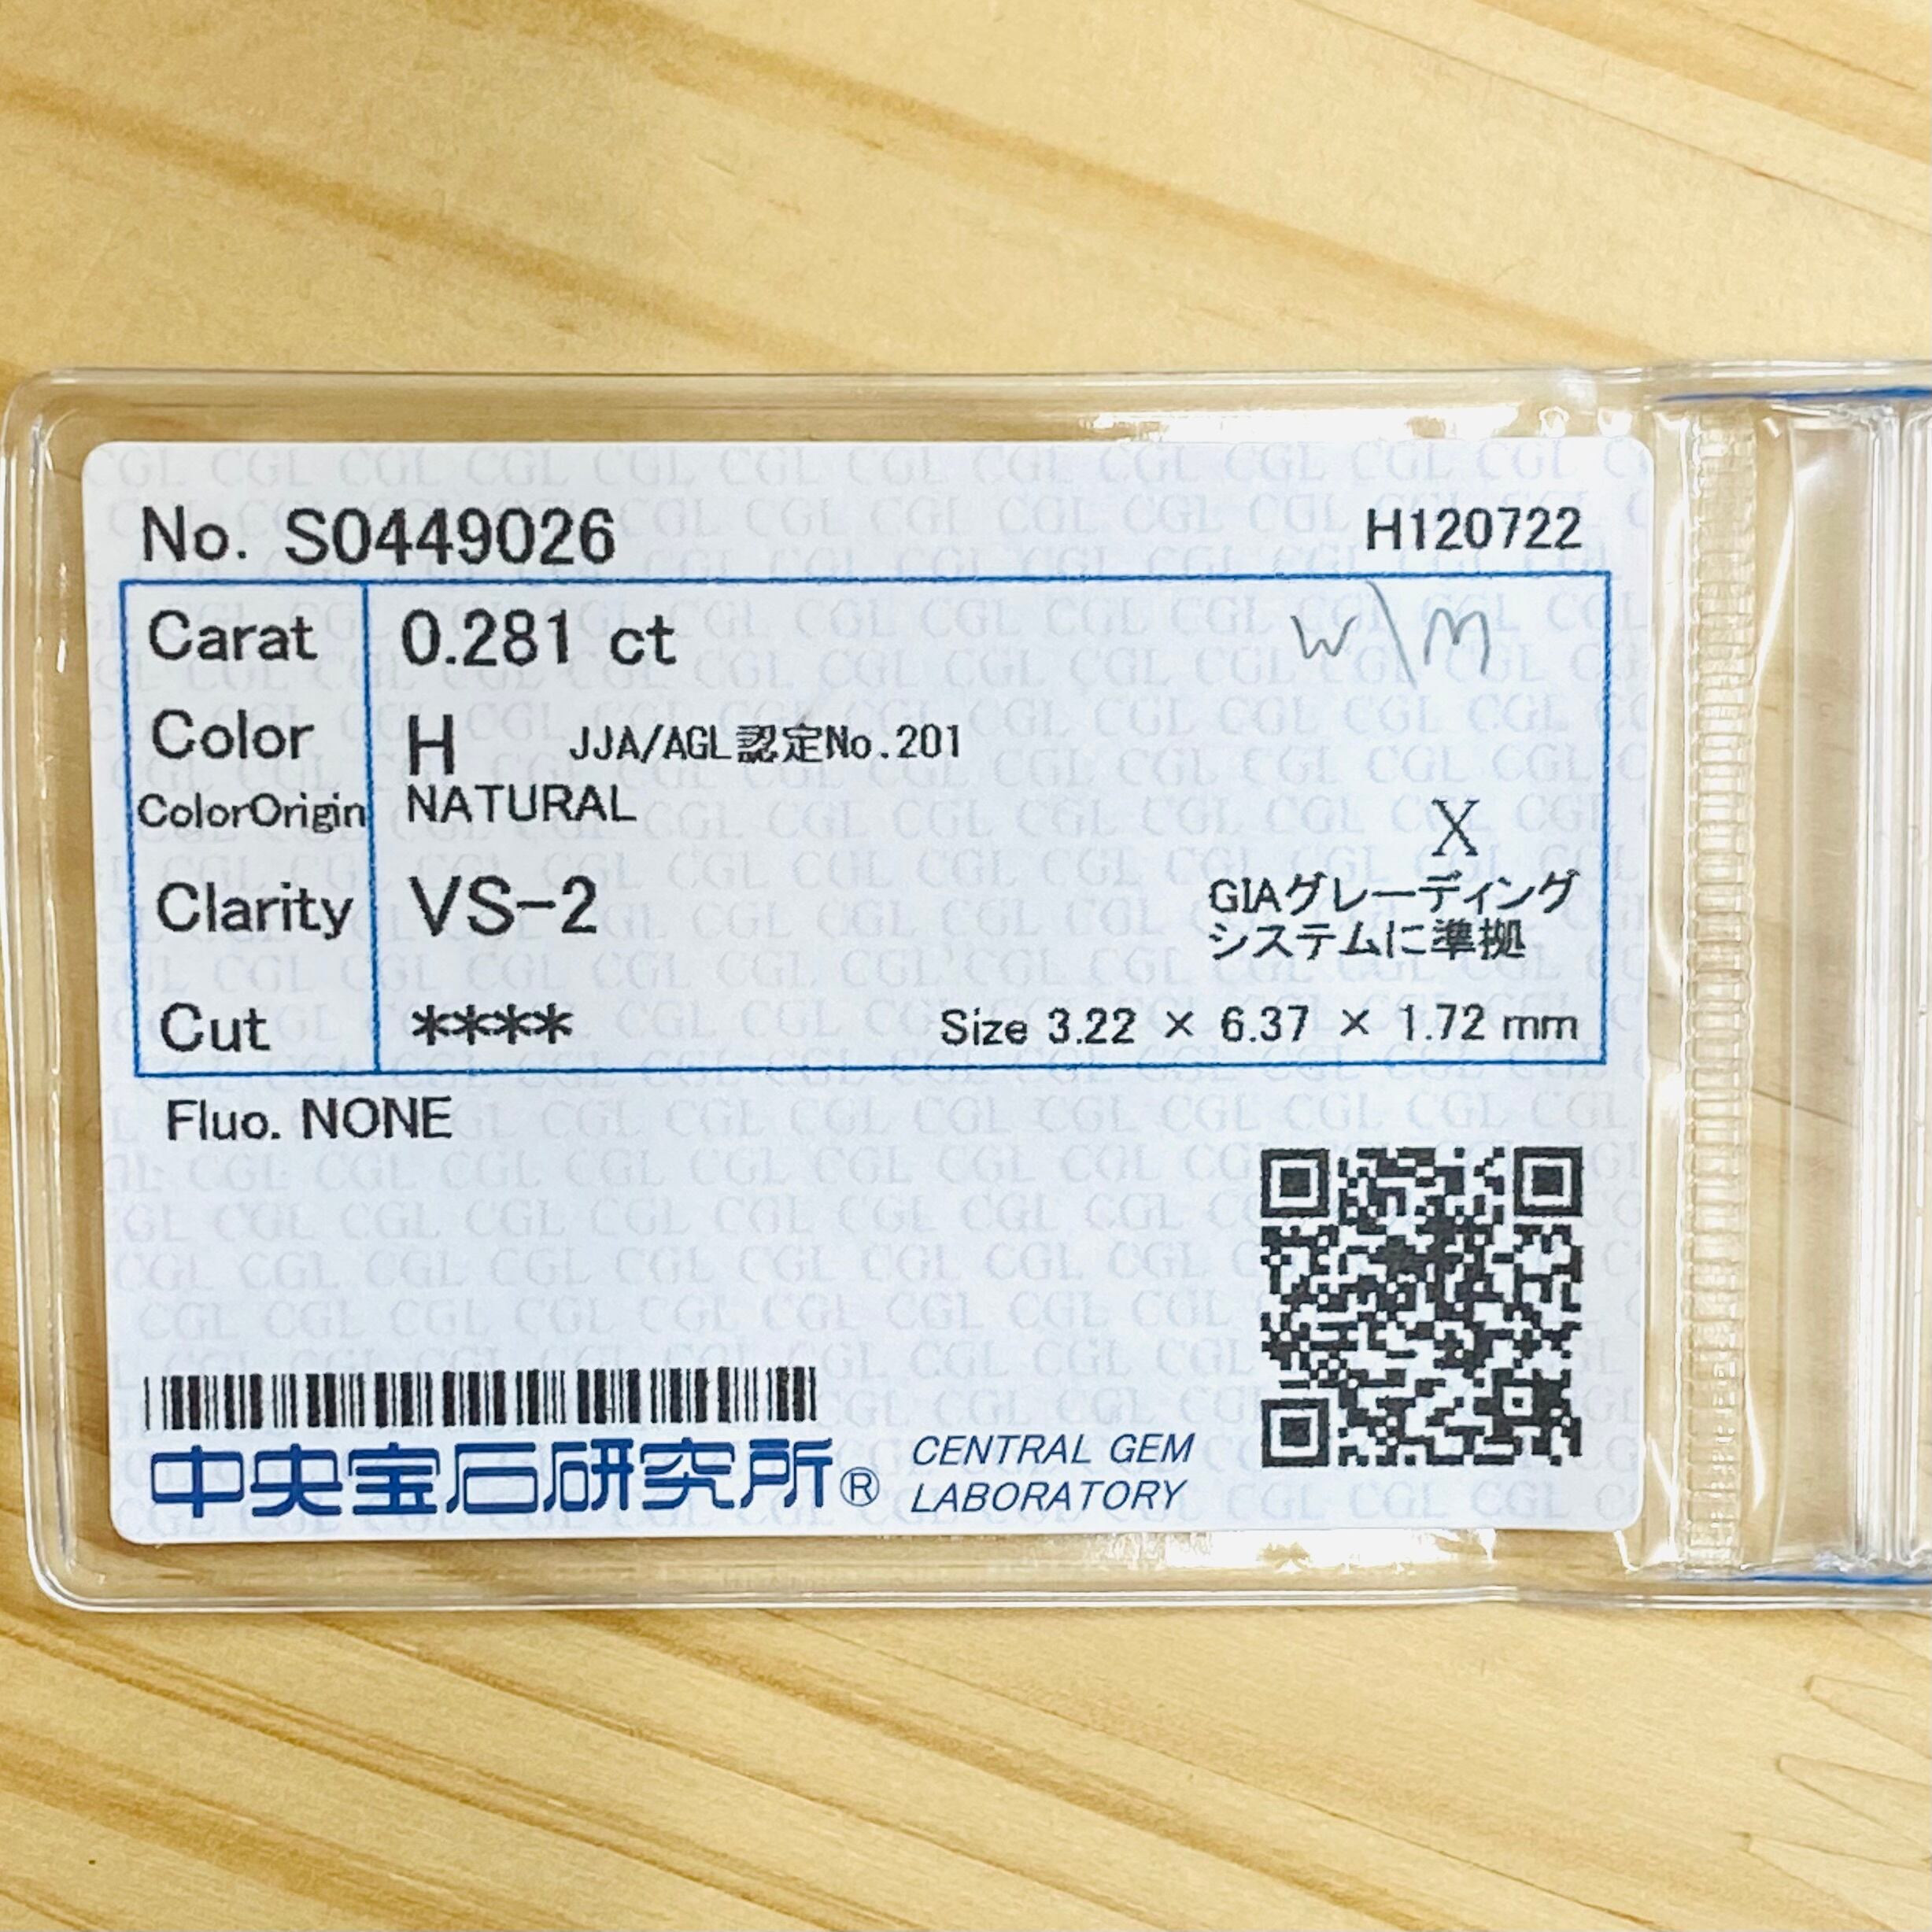 No. S0449026 H120722
Carat 0.281 ct W\M
Color H JJA/AGL認定No.201
ColorOrigin NATURAL
X
Clarity VS-2 GIAグレーディング
システムに準拠
Cut **** Size 3.22 × 6.37 × 1.72 mm
Fluo. NONE
中央宝石研究所® CENTRAL GEM
LABORATORY